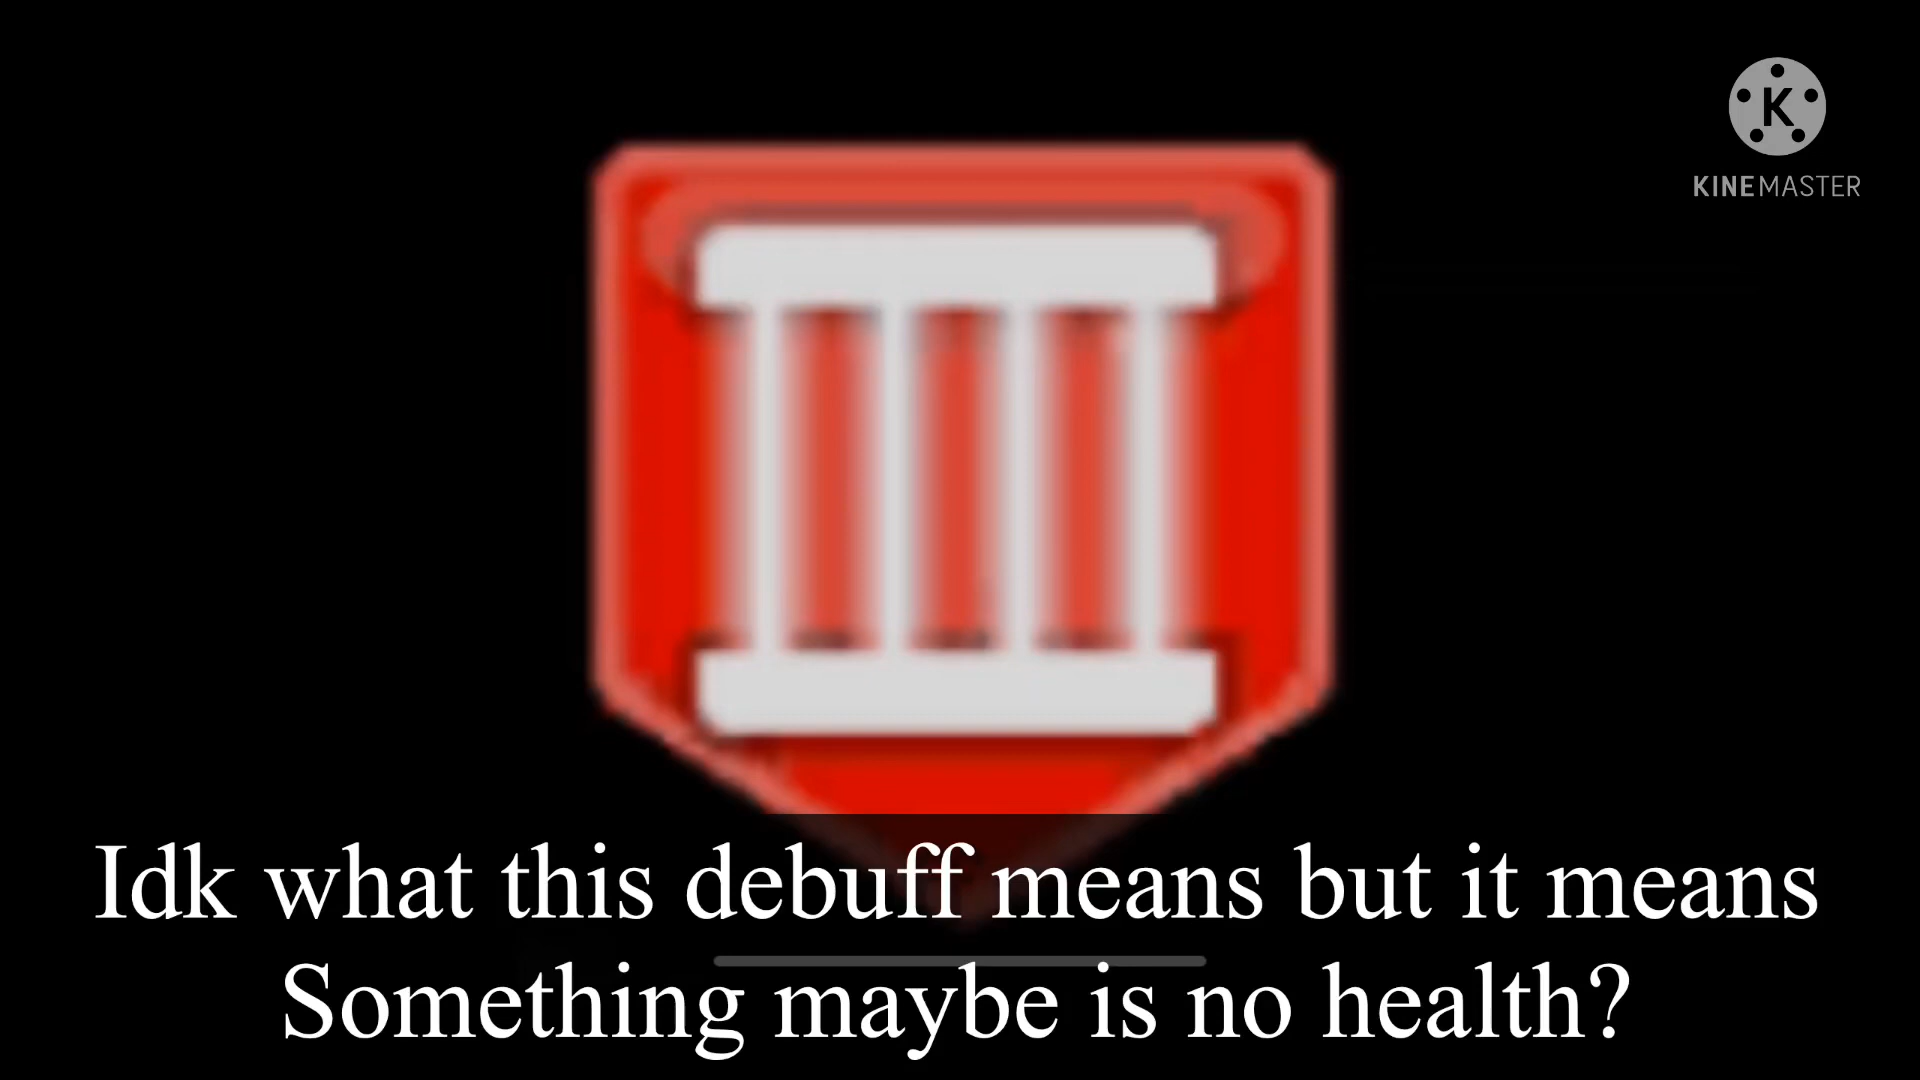 K
KINEMASTER
Idk what this debuff means but it means
Something maybe is no health?